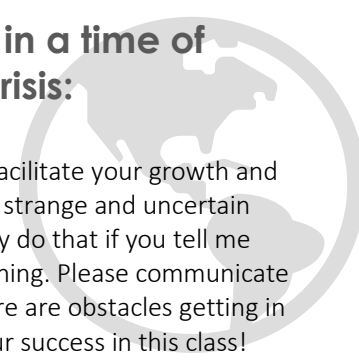 in a time of
risis:
acilitate your growth and
strange and uncertain
y do that if you tell me
ning. Please communicate
re are obstacles getting in
ur success in this class!